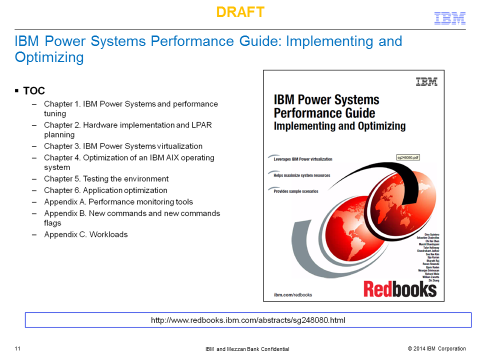 DRAFT
IBM
IBM Power Systems Performance Guide: Implementing and
Optimizing
▪ TOC
– Chapter 1. IBM Power Systems and performance
tuning
– Chapter 2. Hardware implementation and LPAR
planning
– Chapter 3. IBM Power Systems virtualization
– Chapter 4. Optimization of an IBM AIX operating
system
– Chapter 5. Testing the environment
– Chapter 6. Application optimization
– Appendix A. Performance monitoring tools
– Appendix B. New commands and new commands
flags
– Appendix C. Workloads
IBM
IBM Power Systems
Performance Guide
Implementing and Optimizing
Leverages IBM Power virtualization
sg248080.pdf
Helps maximize system resources
Provides sample scenarios
ibm.com/redbooks
Redbooks
http://www.redbooks.ibm.com/abstracts/sg248080.html
11
IBM and Mezzan Bank Confidential
© 2014 IBM Corporation